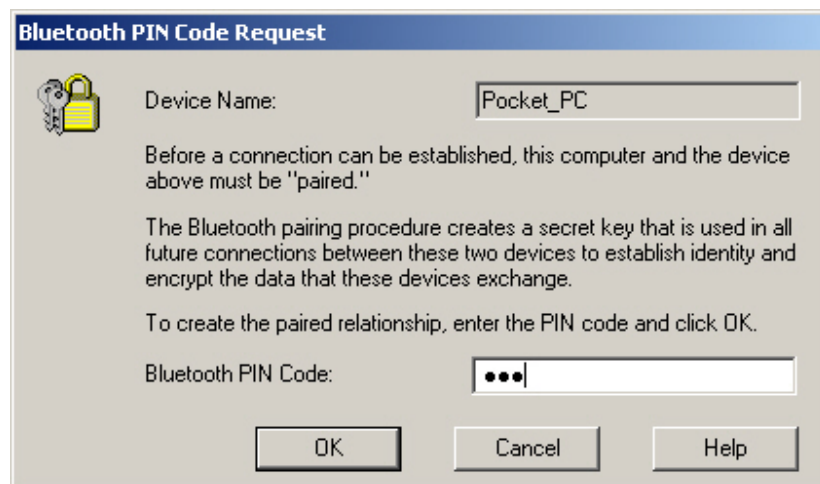 Bluetooth PIN Code Request
Device Name: Pocket_PC
Before a connection can be established, this computer and the device
above must be "paired."
The Bluetooth pairing procedure creates a secret key that is used in all
future connections between these two devices to establish identity and
encrypt the data that these devices exchange.
To create the paired relationship, enter the PIN code and click OK.
Bluetooth PIN Code: ●●●
OK Cancel Help